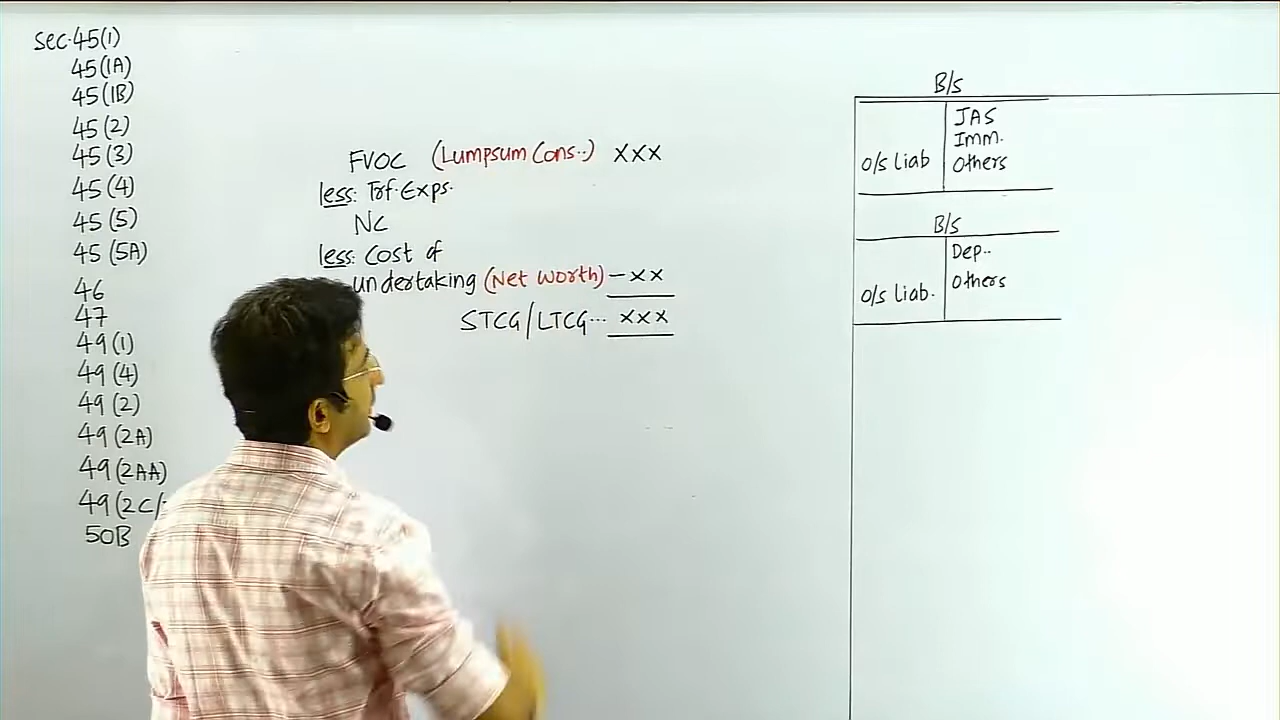 Sec.45(1)
45(1A)
45(1B)
45(2)
45(3)
45(4)
45(5)
45(5A)
46
47
49(1)
49(4)
49(2)
49(2A)
49(2AA)
49(2C/
50B
FVOC (Lumpsum Cons..) XXX
less: Trf. Exps.
NC
less: Cost of
undertaking (Net Worth) -xx
STCG/LTCG... XXX
B/S
JAS
Imm.
O/s Liab Others
B/S
Dep..
O/s Liab. Others